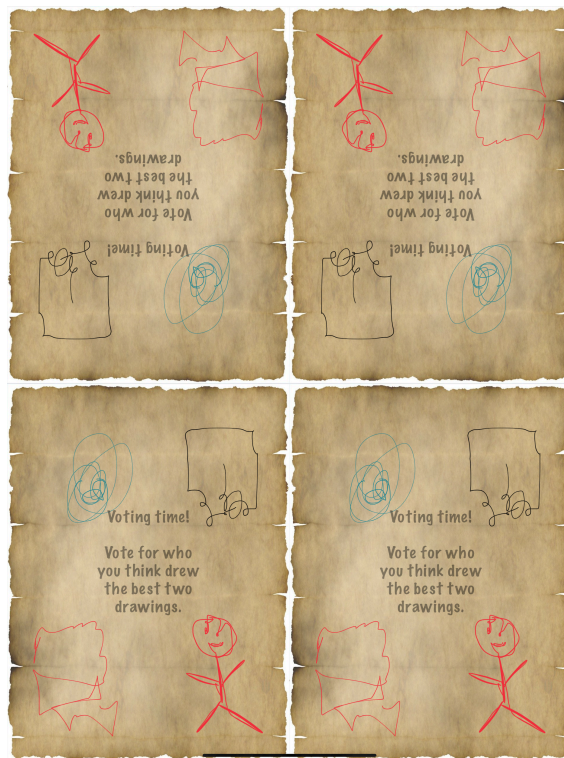 Voting time!
Vote for who
you think drew
the best two
drawings.
Voting time!
Vote for who
you think drew
the best two
drawings.
Voting time!
Vote for who
you think drew
the best two
drawings.
Voting time!
Vote for who
you think drew
the best two
drawings.